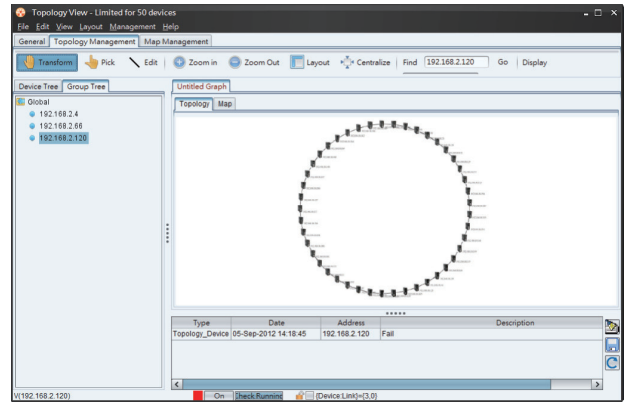 Topology View - Limited for 50 devices
File Edit View Layout Management Help
General Topology Management Map Management
Transform Pick Edit Zoom in Zoom Out Layout Centralize Find 192.168.2.120 Go Display
Device Tree Group Tree
Untitled Graph
Global
Topology Map
192.168.2.4
192.168.2.66
192.168.2.120
Type Date Address Description
Topology_Device 05-Sep-2012 14:18:45 192.168.2.120 Fail
V(192.168.2.120) On Check Running {Device:Link}={3,0}